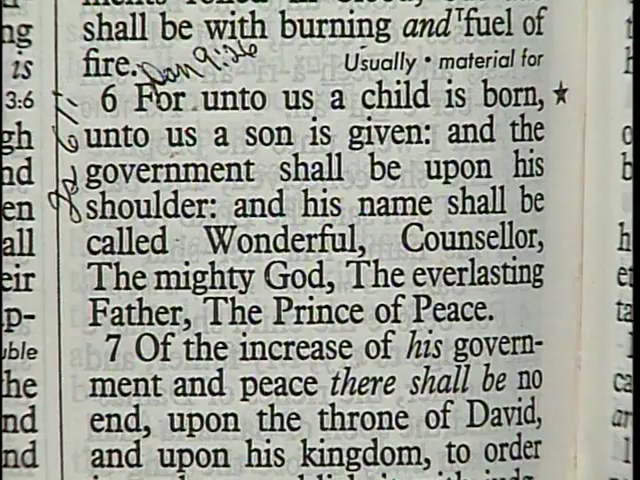 shall be with burning and fuel of
fire. Dan 9:26 Usually • material for
6 For unto us a child is born, ★
unto us a son is given: and the
government shall be upon his
shoulder: and his name shall be
called Wonderful, Counsellor,
The mighty God, The everlasting
Father, The Prince of Peace.
7 Of the increase of his govern-
ment and peace there shall be no
end, upon the throne of David,
and upon his kingdom, to order
is
3:6